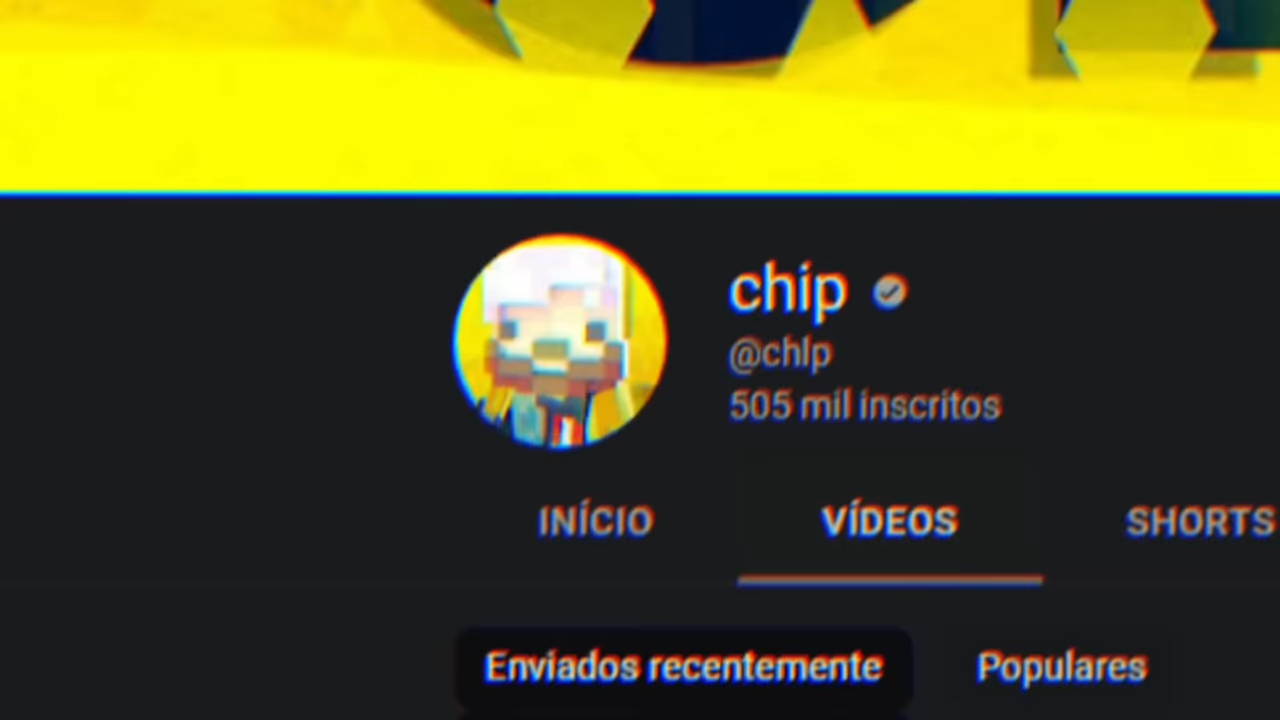 chip
@chlp
505 mil inscritos
INÍCIO VÍDEOS SHORTS
Enviados recentemente Populares